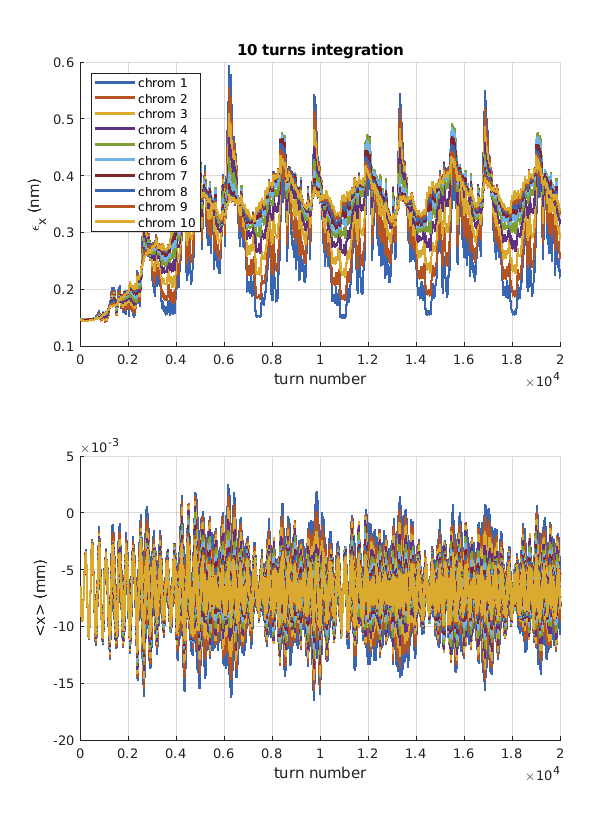 10 turns integration
0.6
0.5
0.4
0.3
0.2
0.1
ϵx (nm)
chrom 1
chrom 2
chrom 3
chrom 4
chrom 5
chrom 6
chrom 7
chrom 8
chrom 9
chrom 10
0 0.2 0.4 0.6 0.8 1 1.2 1.4 1.6 1.8 2
turn number
×10^4
×10^-3
5
0
-5
-10
-15
-20
<x> (mm)
0 0.2 0.4 0.6 0.8 1 1.2 1.4 1.6 1.8 2
turn number
×10^4